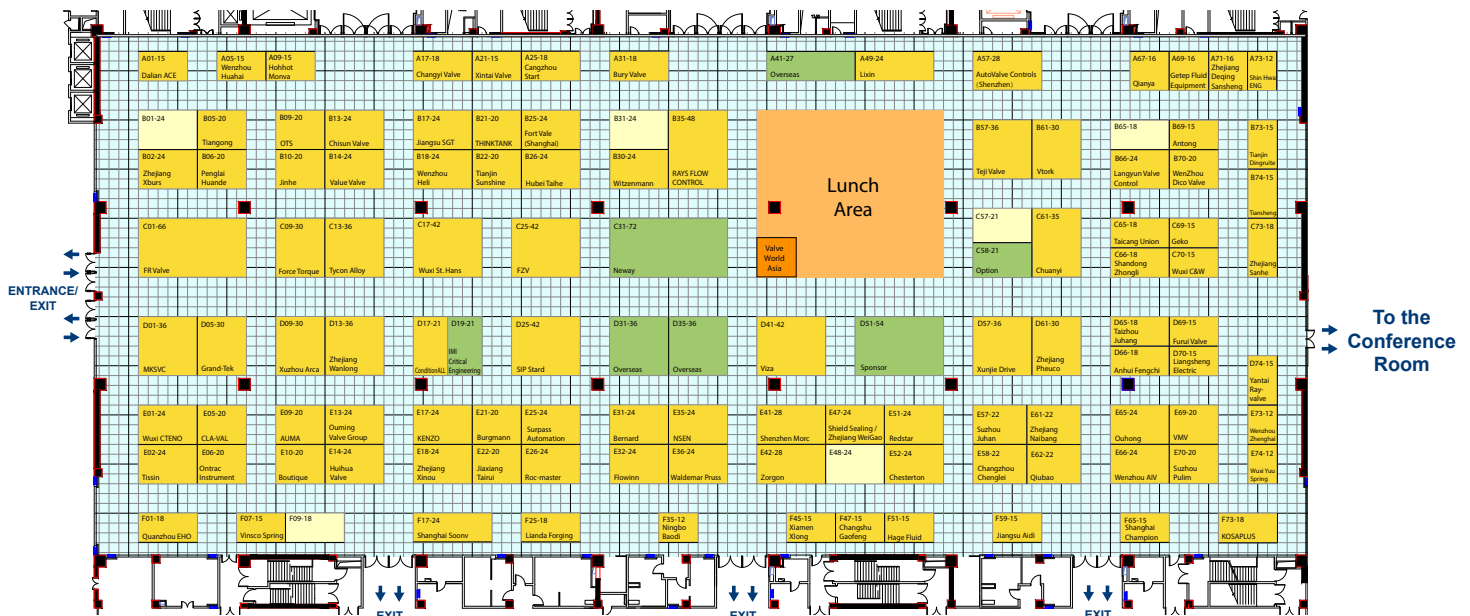 A01-15
Dalian ACE
A05-15
Wenzhou
Huahai
A09-15
Hohhot
Monva
A17-18
Changyi Valve
A21-15
Xintai Valve
A25-18
Cangzhou
Start
A31-18
Bury Valve
A41-27
Overseas
A49-24
Lixin
A57-28
AutoValve Controls
(Shenzhen)
A67-16
Qianya
A69-16
Getep Fluid
Equipment
A71-16
Zhejiang
Deqing
Sansheng
A73-12
Shin Hwa
ENG
B01-24
B05-20
Tiangong
B09-20
OTS
B13-24
Chisun Valve
B17-24
Jiangsu SGT
B21-20
THINKTANK
B25-24
Fort Vale
(Shanghai)
B31-24
B35-48
RAYS FLOW
CONTROL
B57-36
Teji Valve
B61-30
Vtork
B65-18
B69-15
Antong
B73-15
Tianjin
Dingruite
B02-24
Zhejiang
Xburs
B06-20
Penglai
Huande
B10-20
Jinhe
B14-24
Value Valve
B18-24
Wenzhou
Heli
B22-20
Tianjin
Sunshine
B26-24
Hubei Taihe
B30-24
Witzenmann
Lunch
Area
B66-24
Langyun Valve
Control
B70-20
WenZhou
Dico Valve
B74-15
Tiansheng
C01-66
FR Valve
C09-30
Force Torque
C13-36
Tycon Alloy
C17-42
Wuxi St. Hans
C25-42
FZV
C31-72
Neway
Valve
World
Asia
C57-21
C58-21
Option
C61-35
Chuanyi
C65-18
Taicang Union
C69-15
Geko
C66-18
Shandong
Zhongli
C70-15
Wuxi C&W
C73-18
Zhejiang
Sanhe
ENTRANCE/
EXIT
D01-36
MKSVC
D05-30
Grand-Tek
D09-30
Xuzhou Arca
D13-36
Zhejiang
Wanlong
D17-21
ConditionALL
D19-21
IMI
Critical
Engineering
D25-42
SIP Stard
D31-36
Overseas
D35-36
Overseas
D41-42
Viza
D51-54
Sponsor
D57-36
Xunjie Drive
D61-30
Zhejiang
Pheuco
D65-18
Taizhou
Juhang
D69-15
Furui Valve
D66-18
Anhui Fengchi
D70-15
Liangsheng
Electric
D74-15
Yantai
Ray-
valve
To the
Conference
Room
E01-24
Wuxi CTENO
E05-20
CLA-VAL
E09-20
AUMA
E13-24
Ouming
Valve Group
E17-24
KENZO
E21-20
Burgmann
E25-24
Surpass
Automation
E31-24
Bernard
E35-24
NSEN
E41-28
Shenzhen Morc
E47-24
Shield Sealing /
Zhejiang WeiGao
E51-24
Redstar
E57-22
Suzhou
Juhan
E61-22
Zhejiang
Naibang
E65-24
Ouhong
E69-20
VMV
E73-12
Wenzhou
Zhenghai
E02-24
Tissin
E06-20
Ontrac
Instrument
E10-20
Boutique
E14-24
Huihua
Valve
E18-24
Zhejiang
Xinou
E22-20
Jiaxiang
Tairui
E26-24
Roc-master
E32-24
Flowinn
E36-24
Waldemar Pruss
E42-28
Zorgon
E48-24
E52-24
Chesterton
E58-22
Changzhou
Chenglei
E62-22
Qiubao
E66-24
Wenzhou AIV
E70-20
Suzhou
Pulim
E74-12
Wuxi Yuu
Spring
F01-18
Quanzhou EHO
F07-15
Vinsco Spring
F09-18
F17-24
Shanghai Soonv
F25-18
Lianda Forging
F35-12
Ningbo
Baodi
F45-15
Xiamen
Xlong
F47-15
Changshu
Gaofeng
F51-15
Hage Fluid
F59-15
Jiangsu Aidi
F65-15
Shanghai
Champion
F73-18
KOSAPLUS
EXIT
EXIT
EXIT